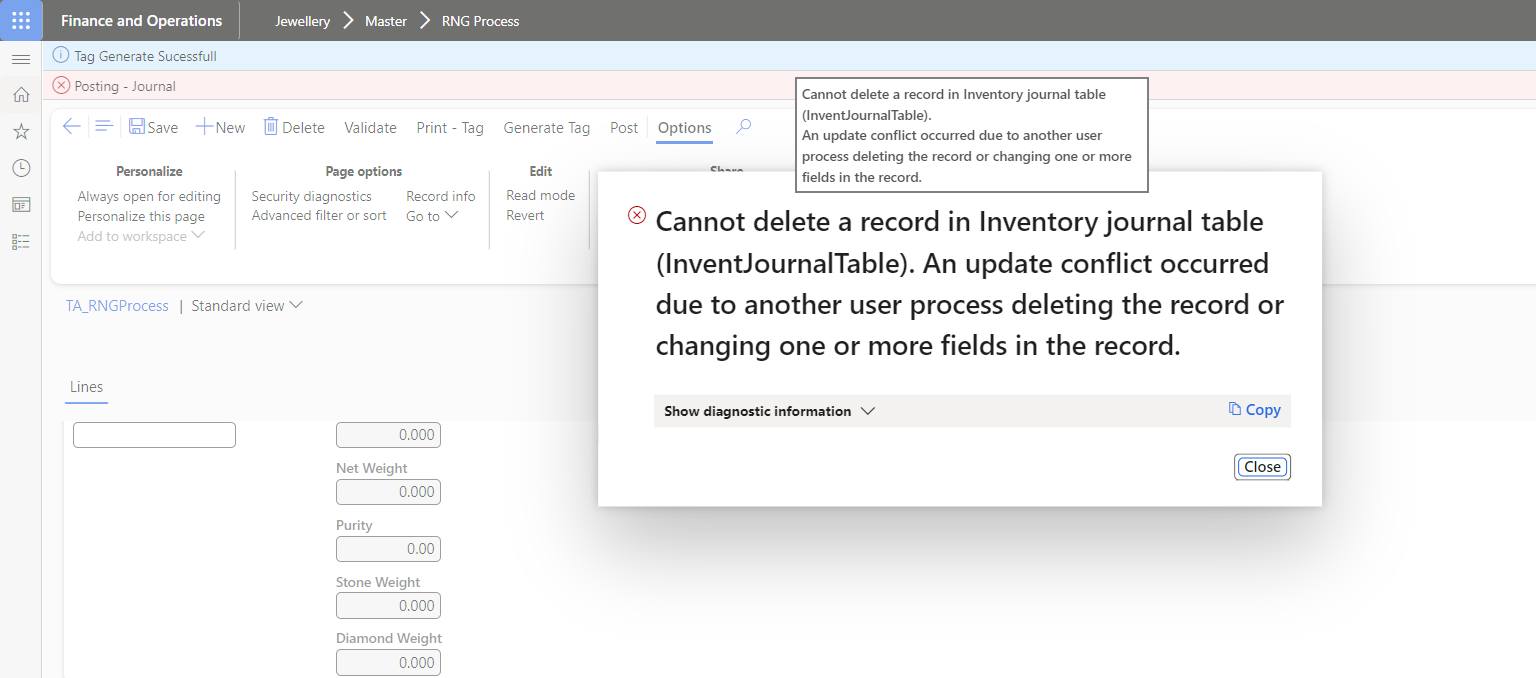 Finance and Operations
Jewellery
Master
RNG Process
Tag Generate Sucessfull
Posting - Journal
Cannot delete a record in Inventory journal table
(InventJournalTable).
An update conflict occurred due to another user
process deleting the record or changing one or more
fields in the record.
Save
New
Delete
Validate
Print - Tag
Generate Tag
Post
Options
Personalize
Always open for editing
Personalize this page
Add to workspace
Page options
Security diagnostics
Advanced filter or sort
Record info
Go to
Edit
Read mode
Revert
Share
Cannot delete a record in Inventory journal table
(InventJournalTable). An update conflict occurred
due to another user process deleting the record or
changing one or more fields in the record.
Show diagnostic information
Copy
Close
TA_RNGProcess | Standard view
Lines
0.000
Net Weight
0.000
Purity
0.00
Stone Weight
0.000
Diamond Weight
0.000